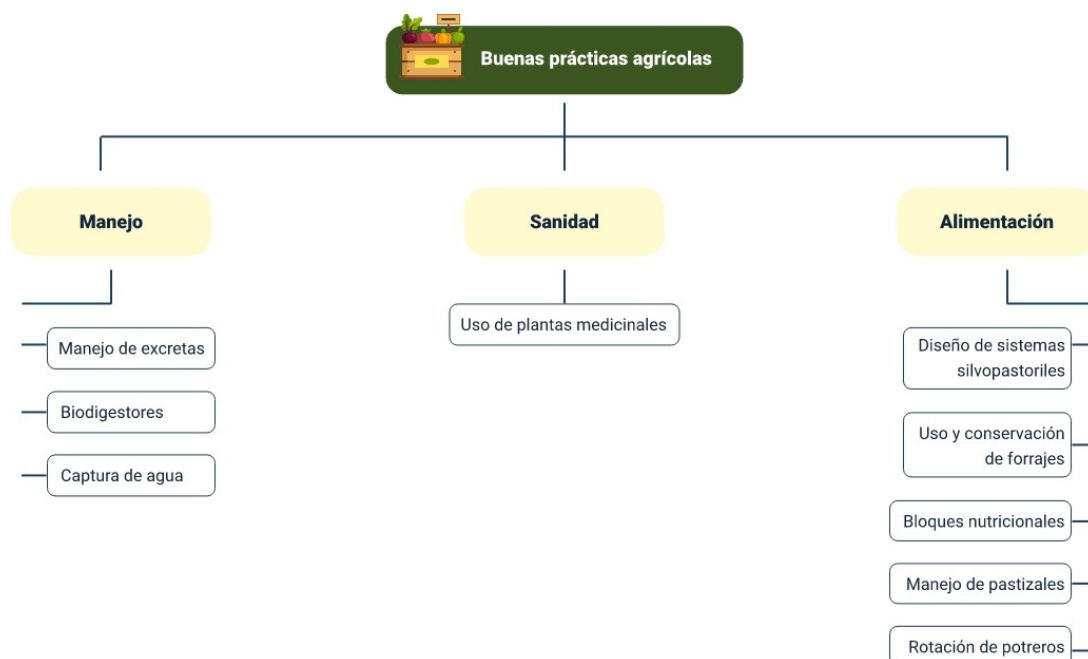 Buenas prácticas agrícolas
Manejo
Manejo de excretas
Biodigestores
Captura de agua
Sanidad
Uso de plantas medicinales
Alimentación
Diseño de sistemas
silvopastoriles
Uso y conservación
de forrajes
Bloques nutricionales
Manejo de pastizales
Rotación de potreros